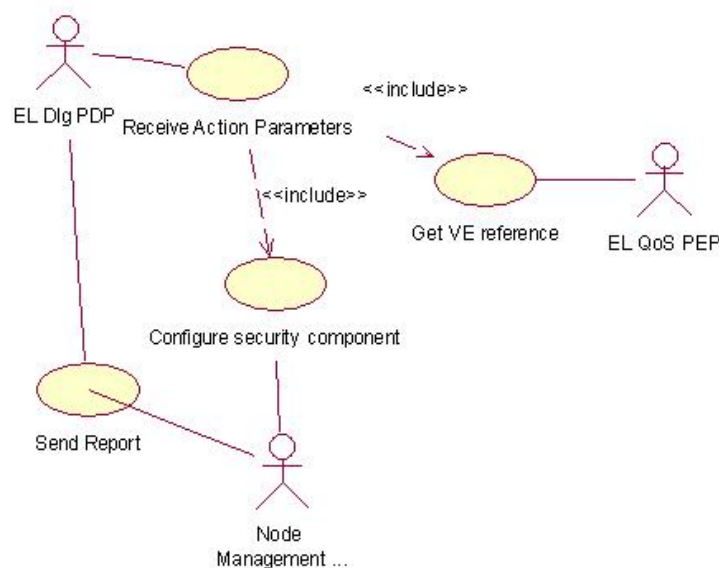 <<include>>
EL Dlg PDP
Receive Action Parameters
<<include>>
Get VE reference
EL QoS PEP
Configure security component
Send Report
Node
Management ...